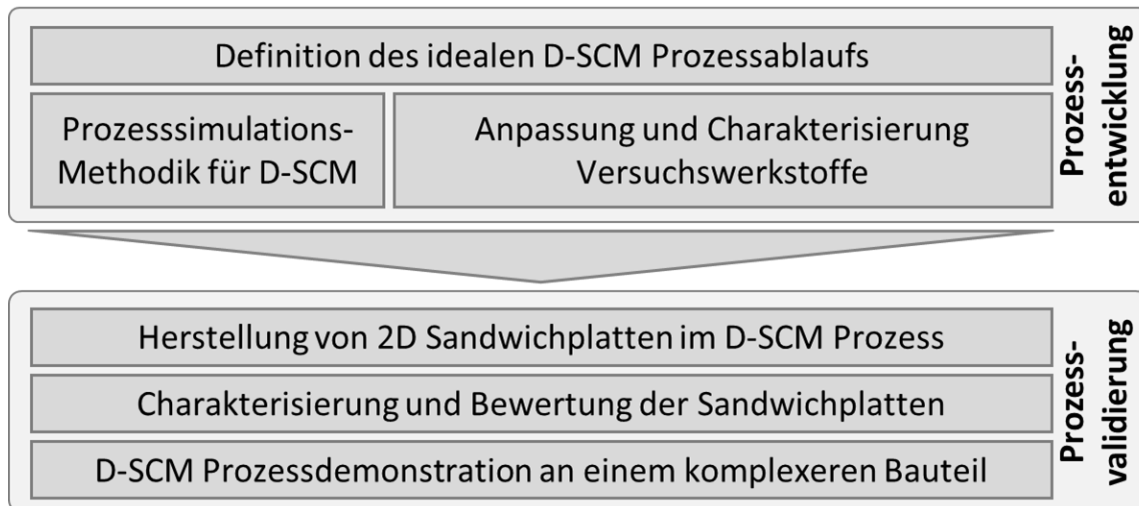 Definition des idealen D-SCM Prozessablaufs
Prozesssimulations-
Methodik für D-SCM
Anpassung und Charakterisierung
Versuchswerkstoffe
Prozess-
entwicklung
Herstellung von 2D Sandwichplatten im D-SCM Prozess
Charakterisierung und Bewertung der Sandwichplatten
D-SCM Prozessdemonstration an einem komplexeren Bauteil
Prozess-
validierung